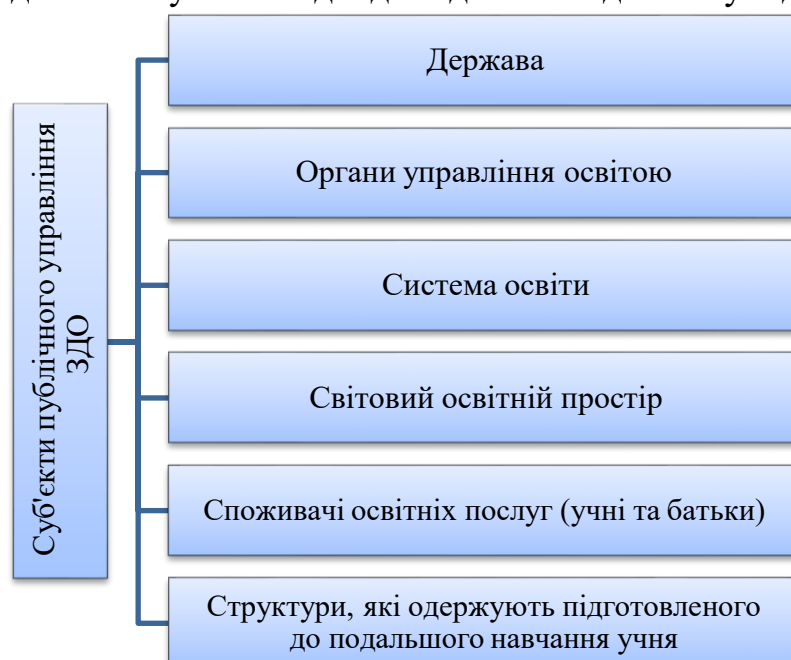 Суб'єкти публічного управління
ЗДО
Держава
Органи управління освітою
Система освіти
Світовий освітній простір
Споживачі освітніх послуг (учні та батьки)
Структури, які одержують підготовленого
до подальшого навчання учня